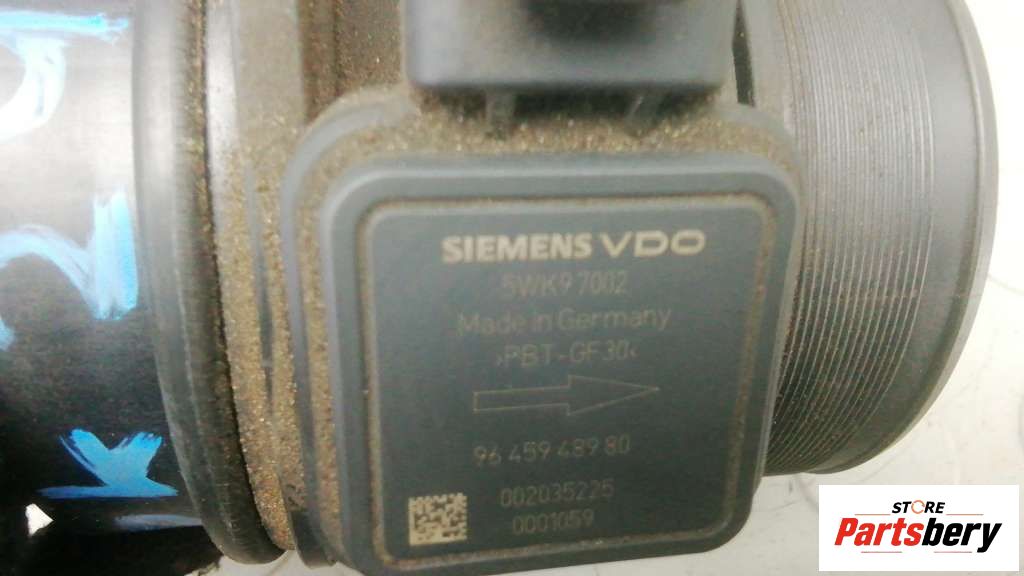 SIEMENS VDO
5WK9 7002
Made in Germany
›PBT-GF30‹
96 459 489 80
002035225
0001059
STORE
Partsbery